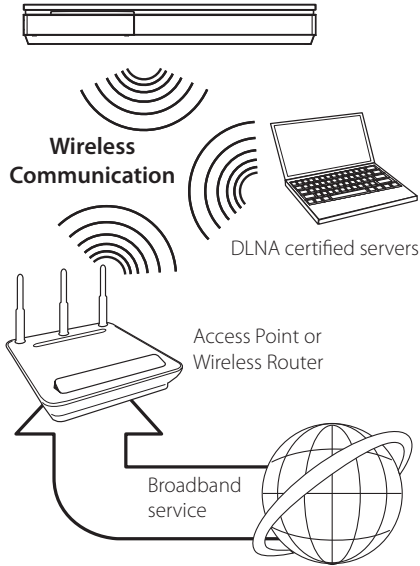 Wireless
Communication
DLNA certified servers
Access Point or
Wireless Router
Broadband
service